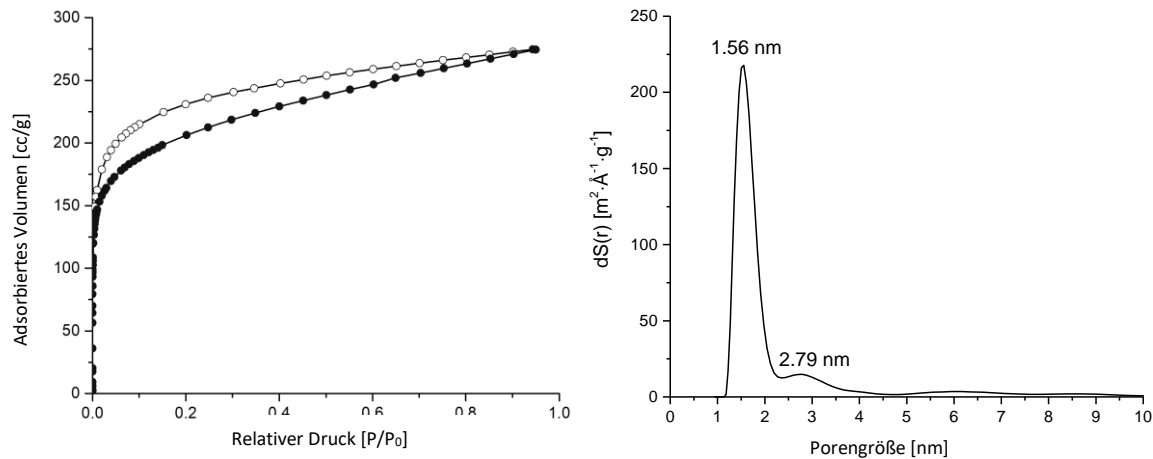 300
250
200
150
100
50
0
0.0 0.2 0.4 0.6 0.8 1.0
Adsorbiertes Volumen [cc/g]
Relativer Druck [P/P₀]
250
200
150
100
50
0
0 1 2 3 4 5 6 7 8 9 10
dS(r) [m²·Å⁻¹·g⁻¹]
Porengröße [nm]
1.56 nm
2.79 nm